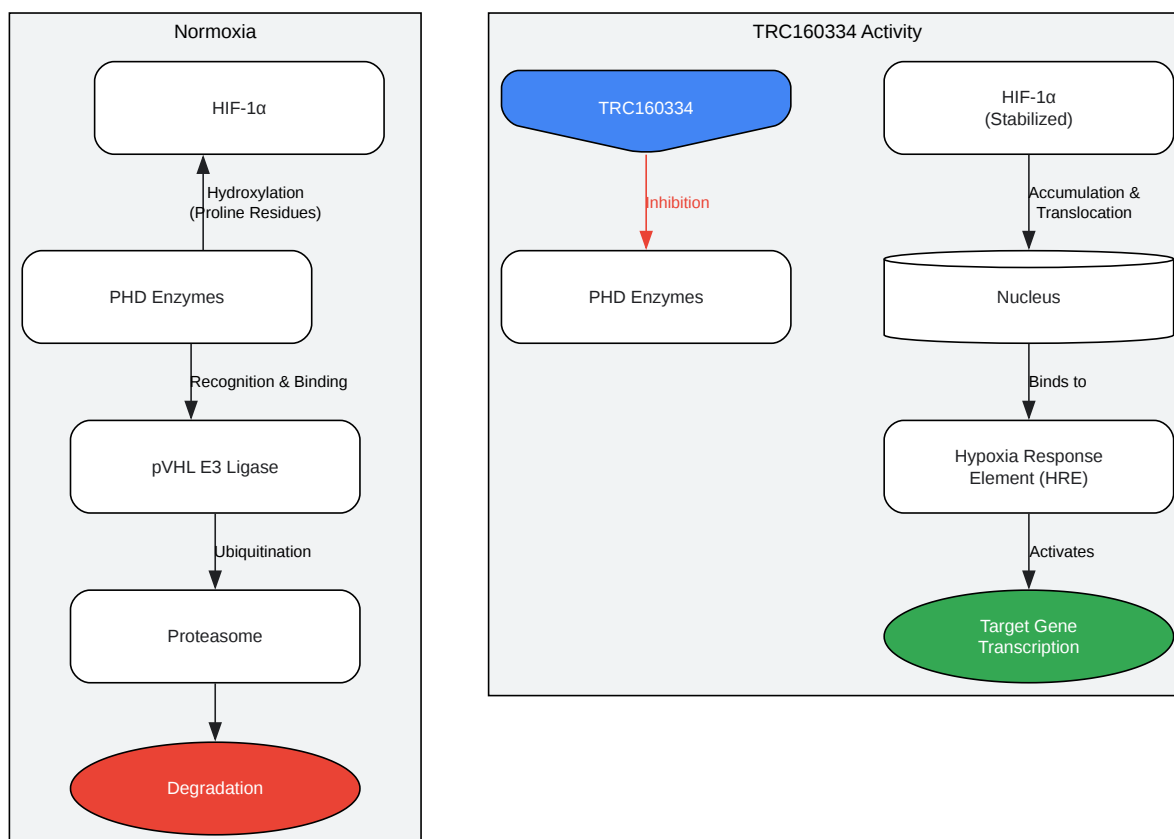 Normoxia
HIF-1α
Hydroxylation
(Proline Residues)
PHD Enzymes
Recognition & Binding
pVHL E3 Ligase
Ubiquitination
Proteasome
Degradation
TRC160334 Activity
TRC160334
Inhibition
PHD Enzymes
HIF-1α
(Stabilized)
Accumulation &
Translocation
Nucleus
Binds to
Hypoxia Response
Element (HRE)
Activates
Target Gene
Transcription